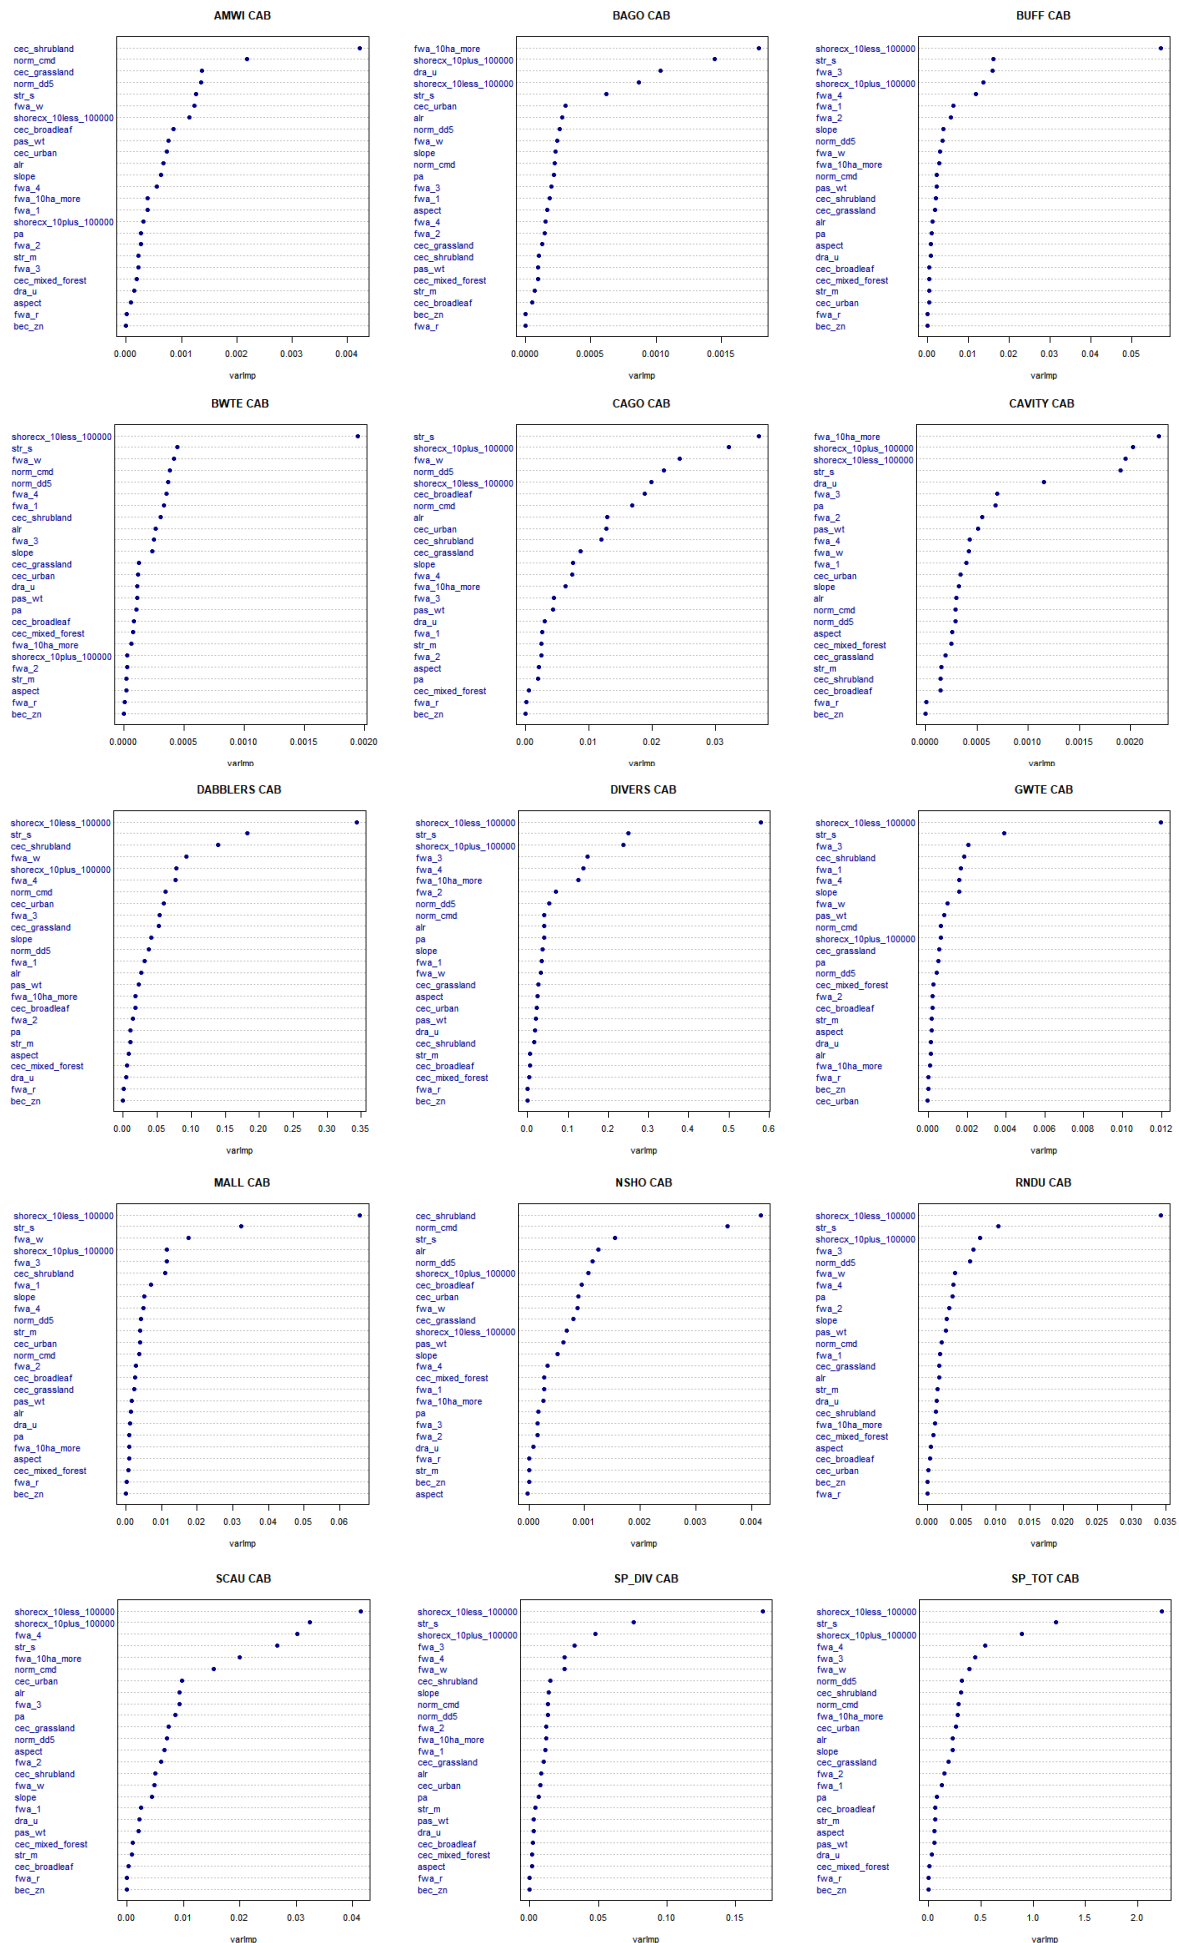 AMWI CAB
cec_shrubland
norm_cmd
cec_grassland
norm_dd5
str_s
fwa_w
shorecx_10less_100000
cec_broadleaf
pas_wt
cec_urban
alr
slope
fwa_4
fwa_10ha_more
fwa_1
shorecx_10plus_100000
pa
fwa_2
str_m
fwa_3
cec_mixed_forest
dra_u
aspect
fwa_r
bec_zn
0.000 0.001 0.002 0.003 0.004
varImp
BAGO CAB
fwa_10ha_more
shorecx_10plus_100000
dra_u
shorecx_10less_100000
str_s
cec_urban
alr
norm_dd5
fwa_w
slope
norm_cmd
pa
fwa_3
fwa_1
aspect
fwa_4
fwa_2
cec_grassland
cec_shrubland
pas_wt
cec_mixed_forest
str_m
cec_broadleaf
bec_zn
fwa_r
0.0000 0.0005 0.0010 0.0015
varImp
BUFF CAB
shorecx_10less_100000
str_s
fwa_3
shorecx_10plus_100000
fwa_4
fwa_1
fwa_2
slope
norm_dd5
fwa_w
fwa_10ha_more
norm_cmd
pas_wt
cec_shrubland
cec_grassland
alr
pa
aspect
dra_u
cec_broadleaf
cec_mixed_forest
str_m
cec_urban
fwa_r
bec_zn
0.00 0.01 0.02 0.03 0.04 0.05
varImp
BWTE CAB
shorecx_10less_100000
str_s
fwa_w
norm_cmd
norm_dd5
fwa_4
fwa_1
cec_shrubland
alr
fwa_3
slope
cec_grassland
cec_urban
dra_u
pas_wt
pa
cec_broadleaf
cec_mixed_forest
fwa_10ha_more
shorecx_10plus_100000
fwa_2
str_m
aspect
fwa_r
bec_zn
0.0000 0.0005 0.0010 0.0015 0.0020
varImp
CAGO CAB
str_s
shorecx_10plus_100000
fwa_w
norm_dd5
shorecx_10less_100000
cec_broadleaf
norm_cmd
alr
cec_urban
cec_shrubland
cec_grassland
slope
fwa_4
fwa_10ha_more
fwa_3
pas_wt
dra_u
fwa_1
str_m
fwa_2
aspect
pa
cec_mixed_forest
fwa_r
bec_zn
0.00 0.01 0.02 0.03
varImp
CAVITY CAB
fwa_10ha_more
shorecx_10plus_100000
shorecx_10less_100000
str_s
dra_u
fwa_3
pa
fwa_2
pas_wt
fwa_4
fwa_w
fwa_1
cec_urban
slope
alr
norm_cmd
norm_dd5
aspect
cec_mixed_forest
cec_grassland
str_m
cec_shrubland
cec_broadleaf
fwa_r
bec_zn
0.0000 0.0005 0.0010 0.0015 0.0020
varImp
DABBLERS CAB
shorecx_10less_100000
str_s
cec_shrubland
fwa_w
shorecx_10plus_100000
fwa_4
norm_cmd
cec_urban
fwa_3
cec_grassland
slope
norm_dd5
fwa_1
alr
pas_wt
fwa_10ha_more
cec_broadleaf
fwa_2
pa
str_m
aspect
cec_mixed_forest
dra_u
fwa_r
bec_zn
0.00 0.05 0.10 0.15 0.20 0.25 0.30 0.35
varImp
DIVERS CAB
shorecx_10less_100000
str_s
shorecx_10plus_100000
fwa_3
fwa_4
fwa_10ha_more
fwa_2
norm_dd5
norm_cmd
alr
pa
slope
fwa_1
fwa_w
cec_grassland
aspect
cec_urban
pas_wt
dra_u
cec_shrubland
str_m
cec_broadleaf
cec_mixed_forest
fwa_r
bec_zn
0.0 0.1 0.2 0.3 0.4 0.5 0.6
varImp
GWTE CAB
shorecx_10less_100000
str_s
fwa_3
cec_shrubland
fwa_1
fwa_4
slope
fwa_w
pas_wt
norm_cmd
shorecx_10plus_100000
cec_grassland
pa
norm_dd5
cec_mixed_forest
fwa_2
cec_broadleaf
str_m
aspect
dra_u
alr
fwa_10ha_more
fwa_r
bec_zn
cec_urban
0.000 0.002 0.004 0.006 0.008 0.010 0.012
varImp
MALL CAB
shorecx_10less_100000
str_s
fwa_w
shorecx_10plus_100000
fwa_3
cec_shrubland
fwa_1
slope
fwa_4
norm_dd5
str_m
cec_urban
norm_cmd
fwa_2
cec_broadleaf
cec_grassland
pas_wt
alr
dra_u
pa
fwa_10ha_more
aspect
cec_mixed_forest
fwa_r
bec_zn
0.00 0.01 0.02 0.03 0.04 0.05 0.06
varImp
NSHO CAB
cec_shrubland
norm_cmd
str_s
alr
norm_dd5
shorecx_10plus_100000
cec_broadleaf
cec_urban
fwa_w
cec_grassland
shorecx_10less_100000
pas_wt
slope
fwa_4
cec_mixed_forest
fwa_1
fwa_10ha_more
pa
fwa_3
fwa_2
dra_u
fwa_r
str_m
bec_zn
aspect
0.000 0.001 0.002 0.003 0.004
varImp
RNDU CAB
shorecx_10less_100000
str_s
shorecx_10plus_100000
fwa_3
norm_dd5
fwa_w
fwa_4
pa
fwa_2
slope
pas_wt
norm_cmd
fwa_1
cec_grassland
alr
str_m
dra_u
cec_shrubland
fwa_10ha_more
cec_mixed_forest
aspect
cec_broadleaf
cec_urban
bec_zn
fwa_r
0.000 0.005 0.010 0.015 0.020 0.025 0.030 0.035
varImp
SCAU CAB
shorecx_10less_100000
shorecx_10plus_100000
fwa_4
str_s
fwa_10ha_more
norm_cmd
cec_urban
alr
fwa_3
pa
cec_grassland
norm_dd5
aspect
fwa_2
cec_shrubland
fwa_w
slope
fwa_1
dra_u
pas_wt
cec_mixed_forest
str_m
cec_broadleaf
fwa_r
bec_zn
0.00 0.01 0.02 0.03 0.04
varImp
SP_DIV CAB
shorecx_10less_100000
str_s
shorecx_10plus_100000
fwa_3
fwa_4
fwa_w
cec_shrubland
slope
norm_cmd
norm_dd5
fwa_2
fwa_10ha_more
fwa_1
cec_grassland
alr
cec_urban
pa
str_m
pas_wt
dra_u
cec_broadleaf
cec_mixed_forest
aspect
fwa_r
bec_zn
0.00 0.05 0.10 0.15
varImp
SP_TOT CAB
shorecx_10less_100000
str_s
shorecx_10plus_100000
fwa_4
fwa_3
fwa_w
norm_dd5
cec_shrubland
norm_cmd
fwa_10ha_more
cec_urban
alr
slope
cec_grassland
fwa_2
fwa_1
pa
cec_broadleaf
str_m
aspect
pas_wt
dra_u
cec_mixed_forest
fwa_r
bec_zn
0.0 0.5 1.0 1.5 2.0
varImp